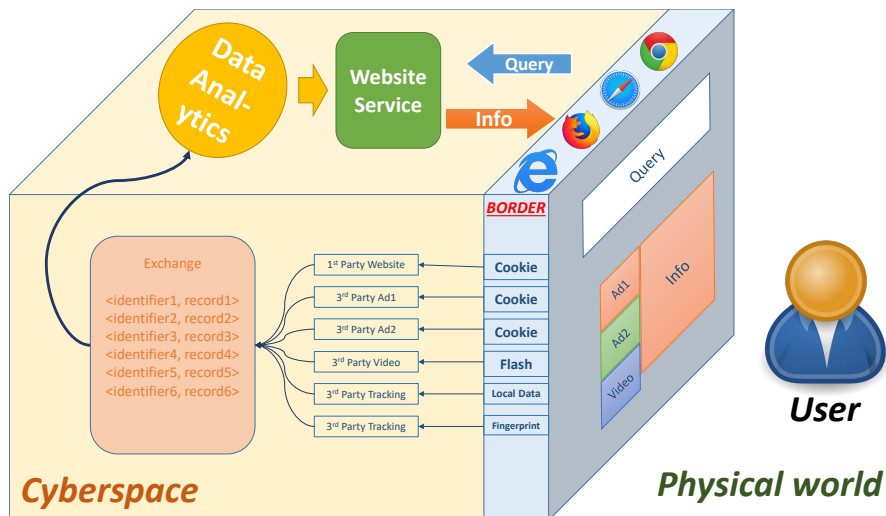 Data
Anal-
ytics
Website
Service
Query
Info
Query
BORDER
Exchange
<identifier1, record1>
<identifier2, record2>
<identifier3, record3>
<identifier4, record4>
<identifier5, record5>
<identifier6, record6>
1st Party Website
Cookie
3rd Party Ad1
Cookie
3rd Party Ad2
Cookie
3rd Party Video
Flash
3rd Party Tracking
Local Data
3rd Party Tracking
Fingerprint
Ad1
Info
Ad2
Video
User
Cyberspace
Physical world